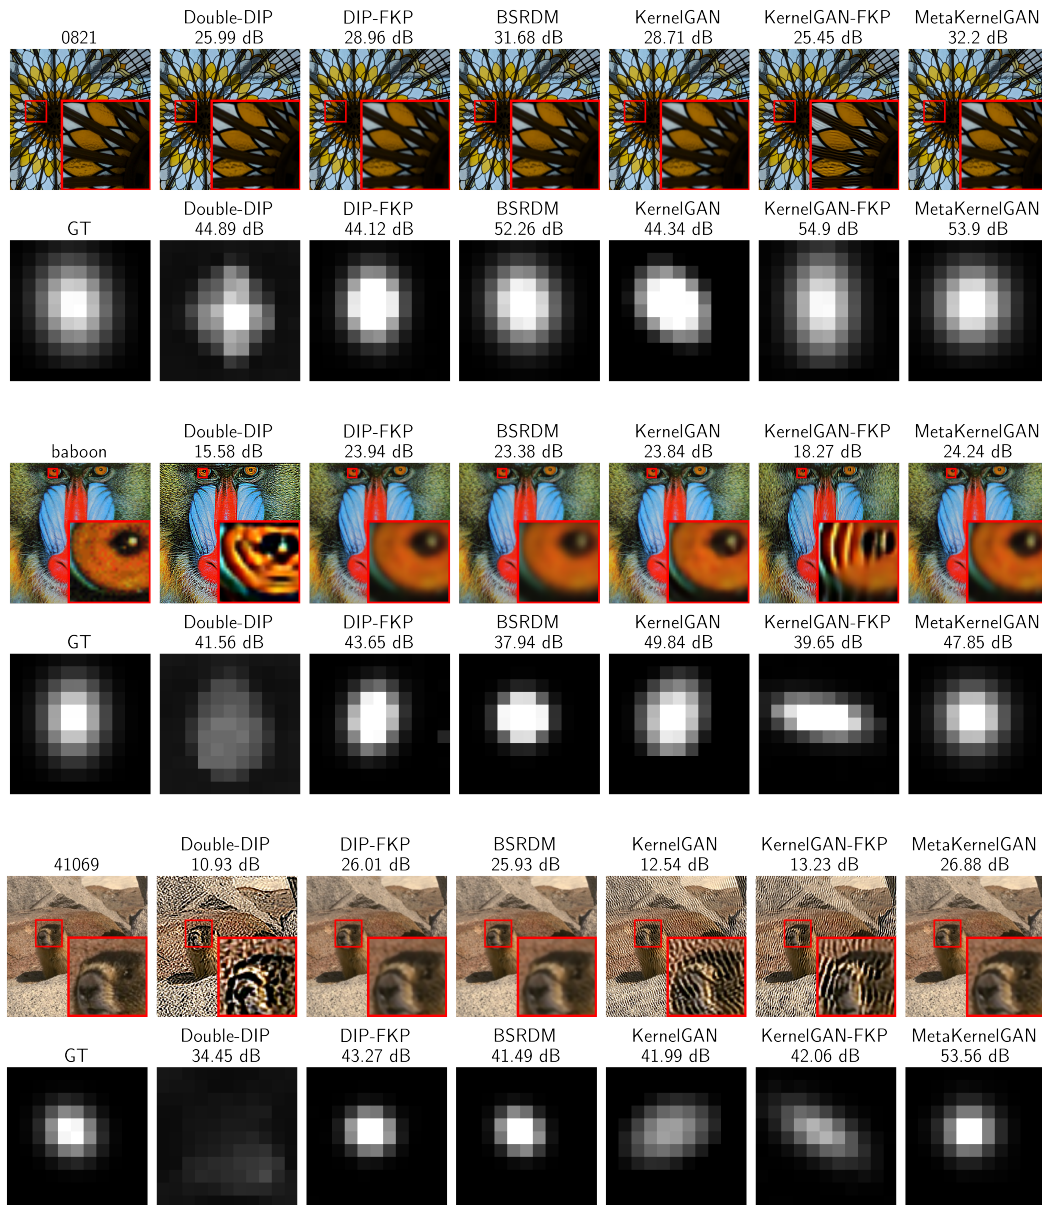 0821
Double-DIP
25.99 dB
DIP-FKP
28.96 dB
BSRDM
31.68 dB
KernelGAN
28.71 dB
KernelGAN-FKP
25.45 dB
MetaKernelGAN
32.2 dB
GT
Double-DIP
44.89 dB
DIP-FKP
44.12 dB
BSRDM
52.26 dB
KernelGAN
44.34 dB
KernelGAN-FKP
54.9 dB
MetaKernelGAN
53.9 dB
baboon
Double-DIP
15.58 dB
DIP-FKP
23.94 dB
BSRDM
23.38 dB
KernelGAN
23.84 dB
KernelGAN-FKP
18.27 dB
MetaKernelGAN
24.24 dB
GT
Double-DIP
41.56 dB
DIP-FKP
43.65 dB
BSRDM
37.94 dB
KernelGAN
49.84 dB
KernelGAN-FKP
39.65 dB
MetaKernelGAN
47.85 dB
41069
Double-DIP
10.93 dB
DIP-FKP
26.01 dB
BSRDM
25.93 dB
KernelGAN
12.54 dB
KernelGAN-FKP
13.23 dB
MetaKernelGAN
26.88 dB
GT
Double-DIP
34.45 dB
DIP-FKP
43.27 dB
BSRDM
41.49 dB
KernelGAN
41.99 dB
KernelGAN-FKP
42.06 dB
MetaKernelGAN
53.56 dB